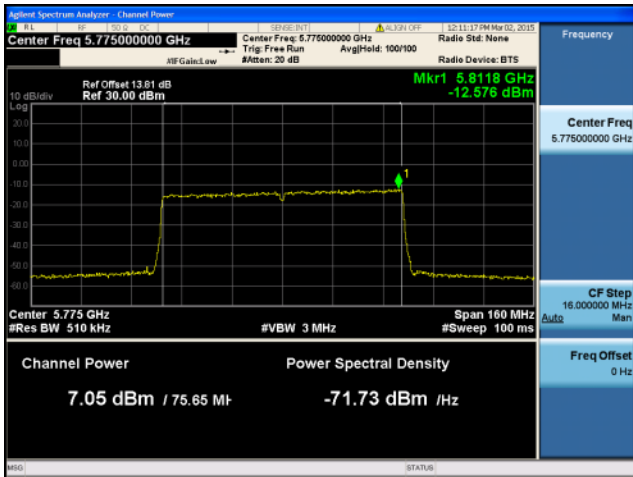 Agilent Spectrum Analyzer - Channel Power
RL RF 50 Ω DC SENSE:INT ALIGN OFF 12:11:17 PM Mar 02, 2015
Center Freq 5.775000000 GHz
Center Freq: 5.775000000 GHz
Radio Std: None
Trig: Free Run Avg|Hold: 100/100
#IFGain:Low #Atten: 20 dB Radio Device: BTS
Mkr1 5.8118 GHz
-12.576 dBm
Ref Offset 13.81 dB
10 dB/div Ref 30.00 dBm
Log
20.0
10.0
0.00
-10.0
-20.0
-30.0
-40.0
-50.0
-60.0
1
Center 5.775 GHz Span 160 MHz
#Res BW 510 kHz #VBW 3 MHz #Sweep 100 ms
Channel Power Power Spectral Density
7.05 dBm / 75.65 MH -71.73 dBm /Hz
Frequency
Center Freq
5.775000000 GHz
CF Step
16.000000 MHz
Auto Man
Freq Offset
0 Hz
MSG STATUS